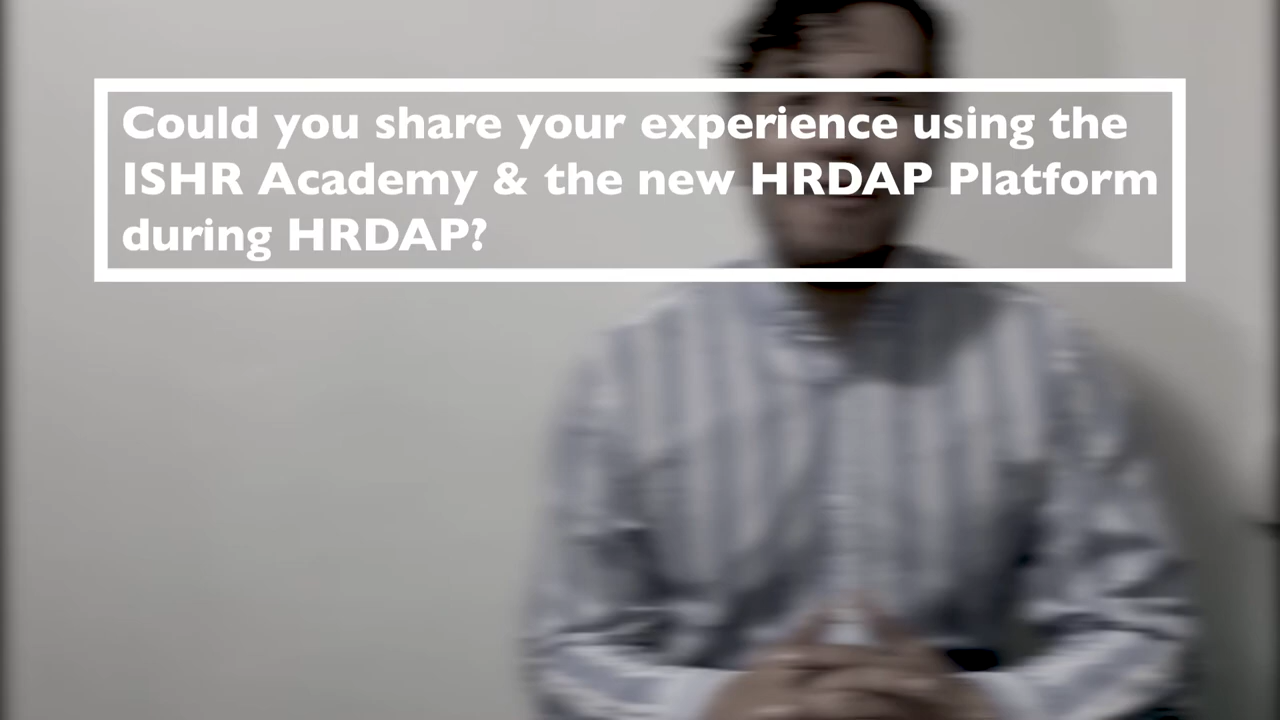 Could you share your experience using the
ISHR Academy & the new HRDAP Platform
during HRDAP?